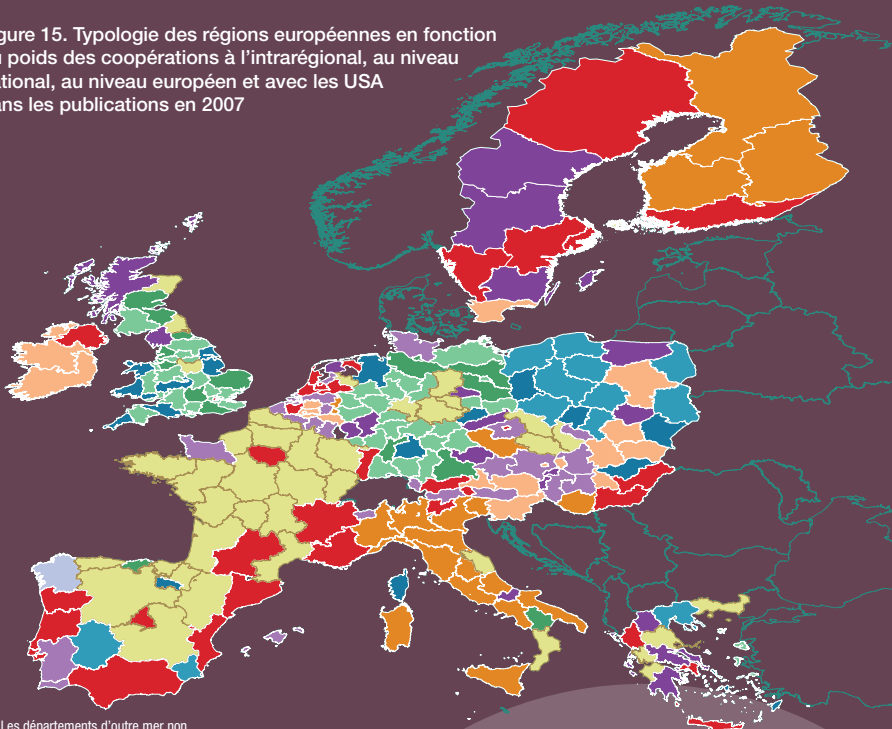 gure 15. Typologie des régions européennes en fonction
u poids des coopérations à l'intrarégional, au niveau
ational, au niveau européen et avec les USA
ans les publications en 2007
Les départements d'outre mer non